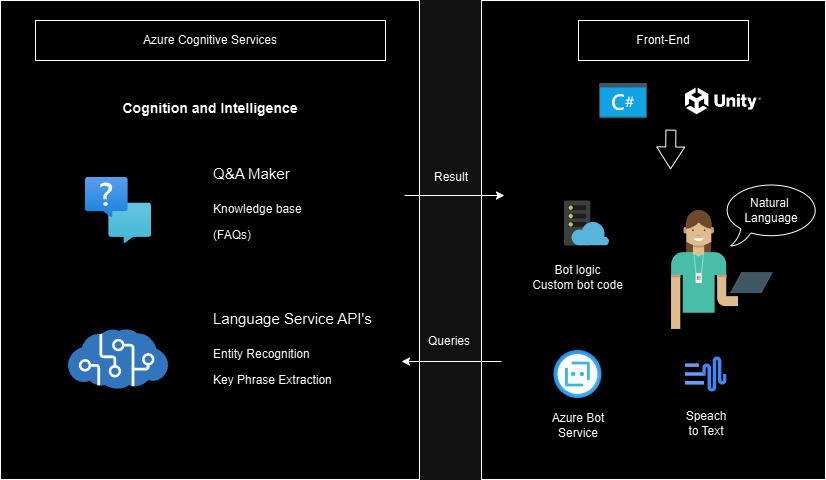 Azure Cognitive Services
Cognition and Intelligence
?
Q&A Maker
Knowledge base
(FAQs)
Language Service API's
Entity Recognition
Key Phrase Extraction
Result
Queries
Front-End
C#
Unity
Natural
Language
Bot logic
Custom bot code
Azure Bot
Service
Speach
to Text